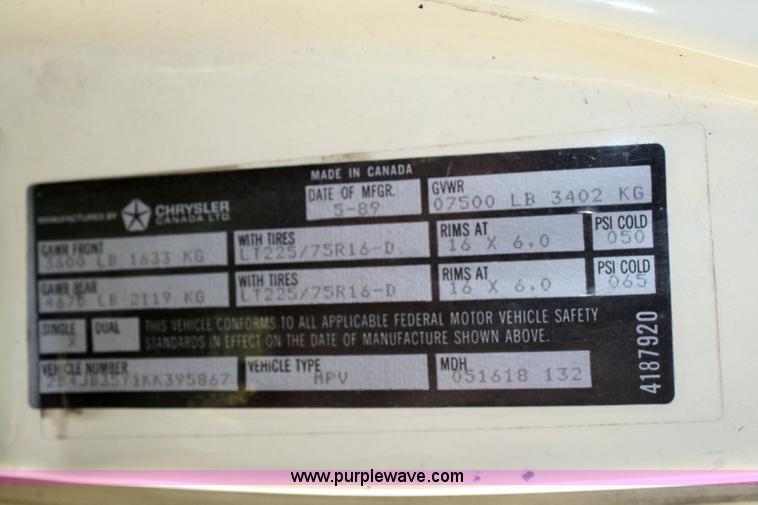 MADE IN CANADA
MANUFACTURED BY CHRYSLER CANADA LTD.
DATE OF MFGR. 5-89
GVWR 07500 LB 3402 KG
GAWR FRONT 3600 LB 1633 KG
WITH TIRES LT225/75R16-D
RIMS AT 16 X 6.0
PSI COLD 050
GAWR REAR 4670 LB 2119 KG
WITH TIRES LT225/75R16-D
RIMS AT 16 X 6.0
PSI COLD 065
SINGLE X DUAL
THIS VEHICLE CONFORMS TO ALL APPLICABLE FEDERAL MOTOR VEHICLE SAFETY
STANDARDS IN EFFECT ON THE DATE OF MANUFACTURE SHOWN ABOVE.
VEHICLE NUMBER 2B4JB35Y1KK395867
VEHICLE TYPE MPV
MDH 051618 132
4187920
www.purplewave.com